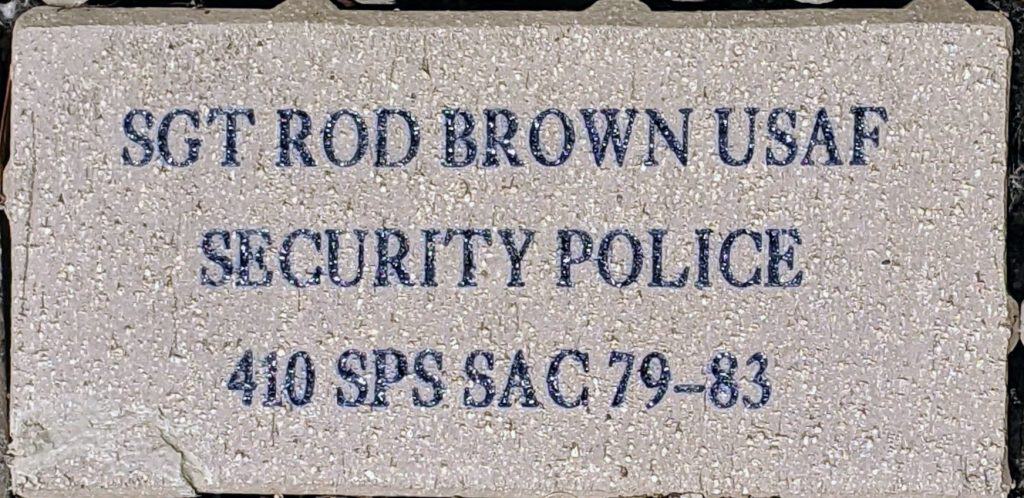 SGT ROD BROWN USAF
SECURITY POLICE
410 SPS SAC 79-83